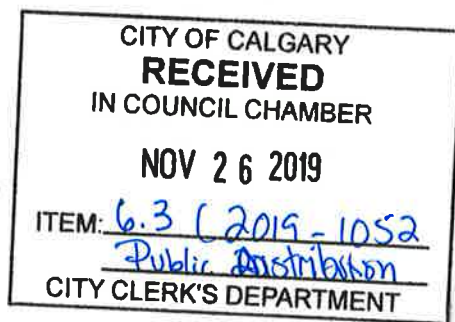 CITY OF CALGARY
RECEIVED
IN COUNCIL CHAMBER
NOV 26 2019
ITEM: 6.3 (2019-1052
Public Distribution
CITY CLERK'S DEPARTMENT